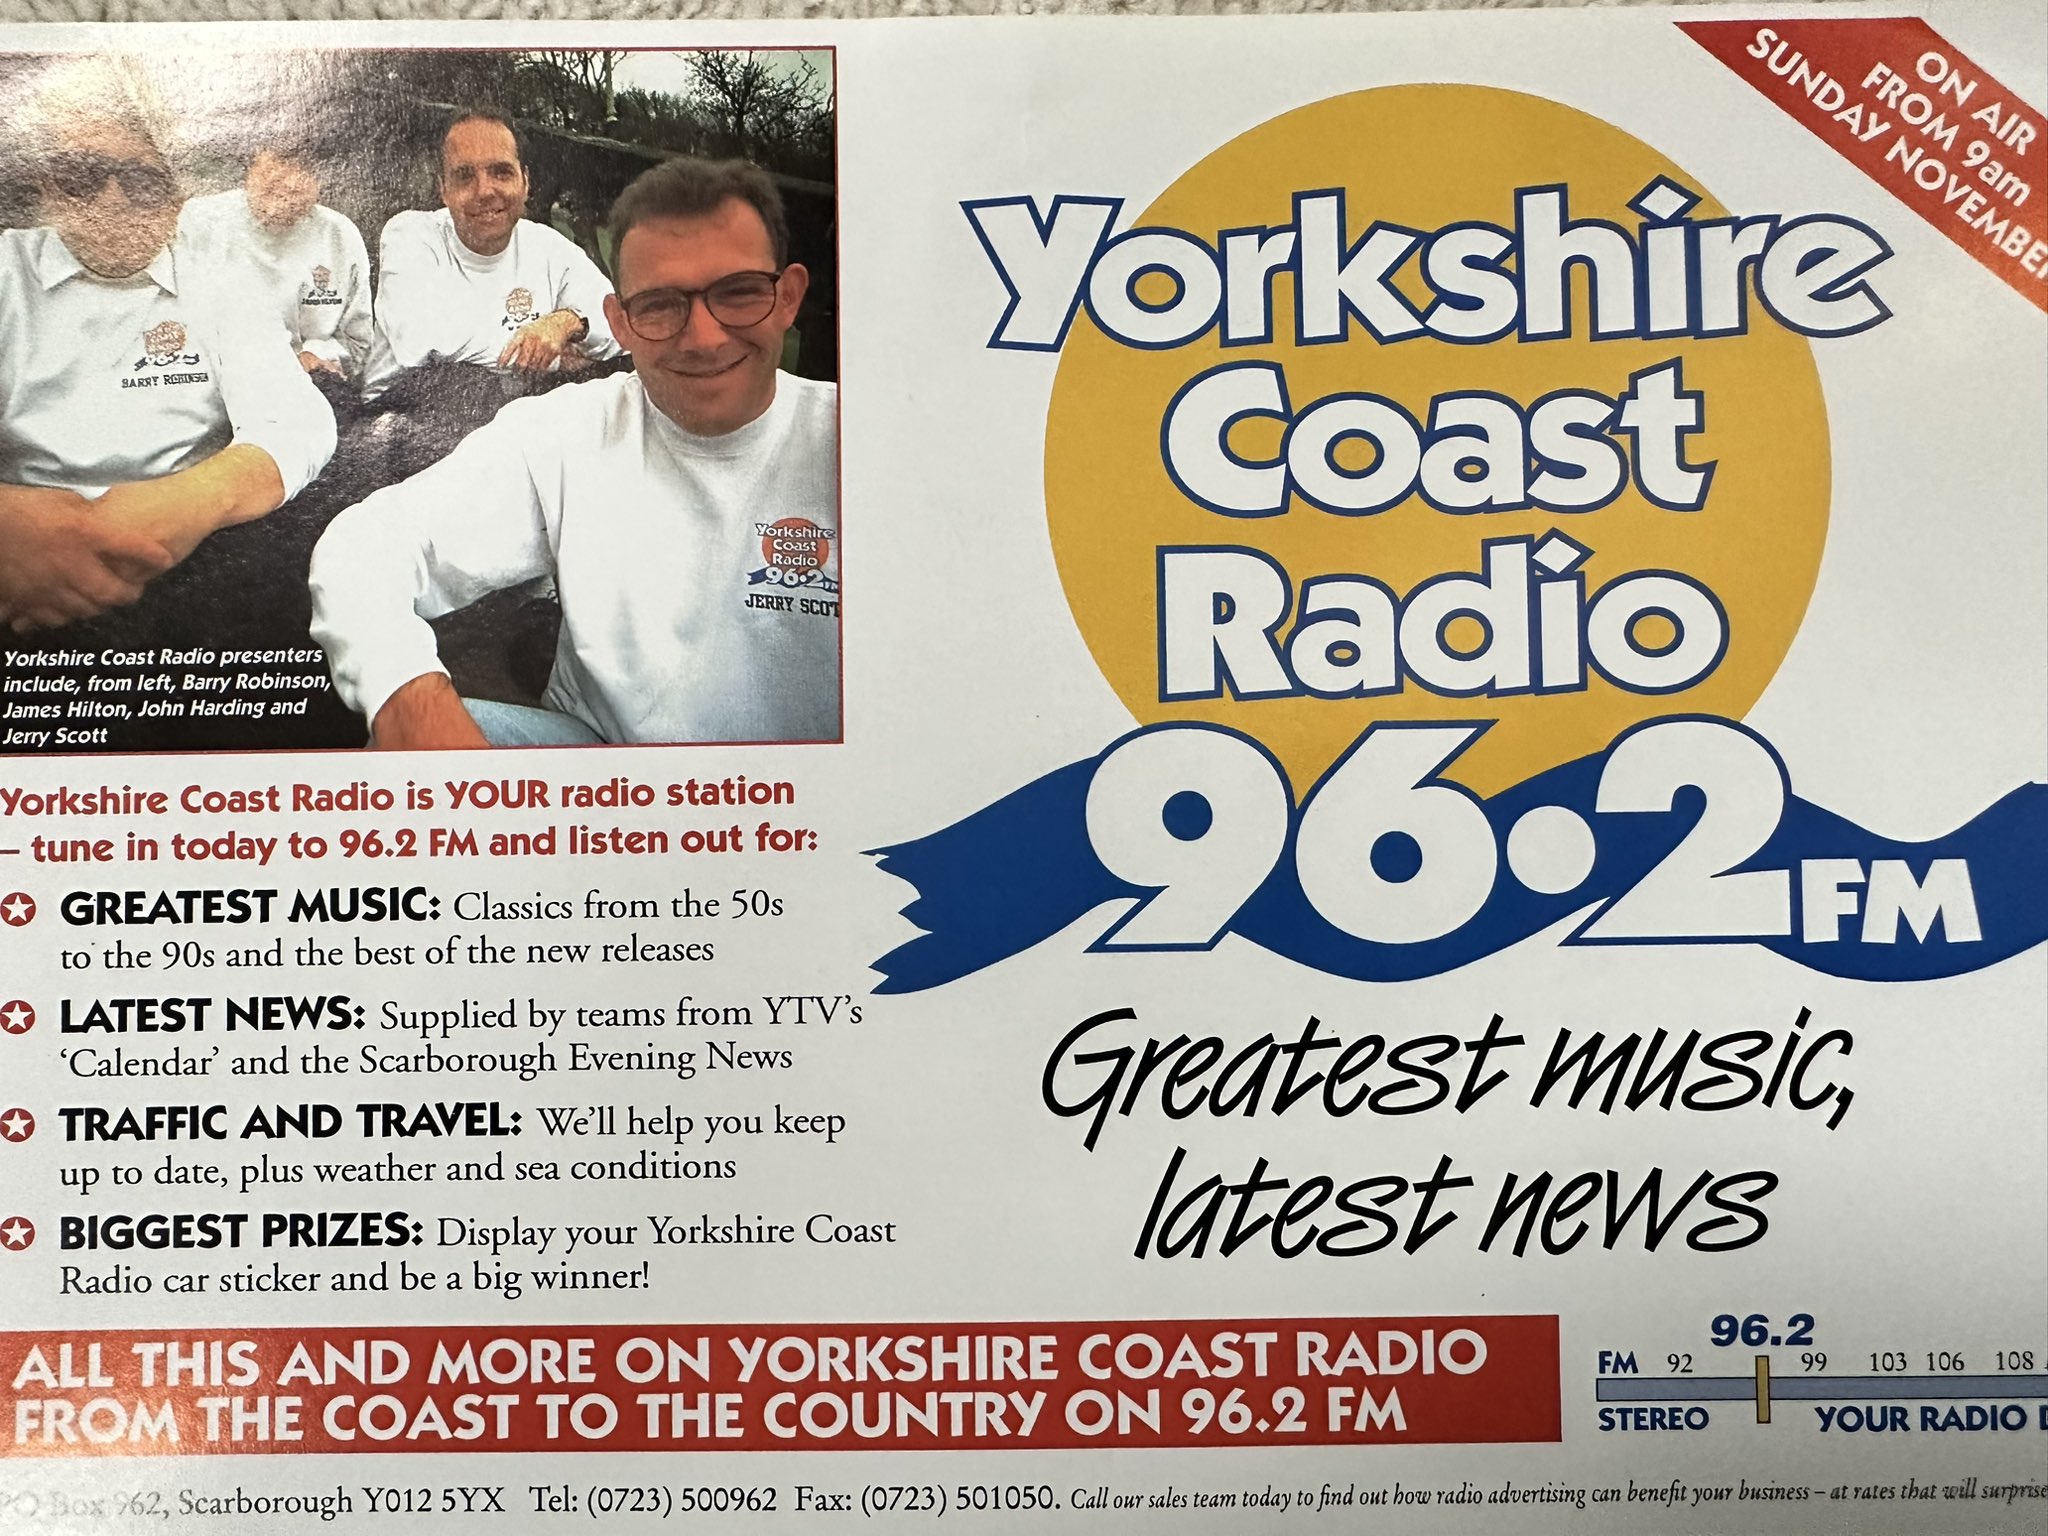 ON AIR
FROM 9am
SUNDAY NOVEMBER
Yorkshire
Coast
Radio
96.2 FM
Greatest music,
latest news
BARRY ROBINSON
Yorkshire
Coast
Radio
96.2
JERRY SCOT
Yorkshire Coast Radio presenters
include, from left, Barry Robinson,
James Hilton, John Harding and
Jerry Scott
Yorkshire Coast Radio is YOUR radio station
– tune in today to 96.2 FM and listen out for:
GREATEST MUSIC: Classics from the 50s
to the 90s and the best of the new releases
LATEST NEWS: Supplied by teams from YTV's
'Calendar' and the Scarborough Evening News
TRAFFIC AND TRAVEL: We'll help you keep
up to date, plus weather and sea conditions
BIGGEST PRIZES: Display your Yorkshire Coast
Radio car sticker and be a big winner!
ALL THIS AND MORE ON YORKSHIRE COAST RADIO
FROM THE COAST TO THE COUNTRY ON 96.2 FM
96.2
FM 92 99 103 106 108
STEREO YOUR RADIO
PO Box 962, Scarborough YO12 5YX Tel: (0723) 500962 Fax: (0723) 501050. Call our sales team today to find out how radio advertising can benefit your business – at rates that will surprise